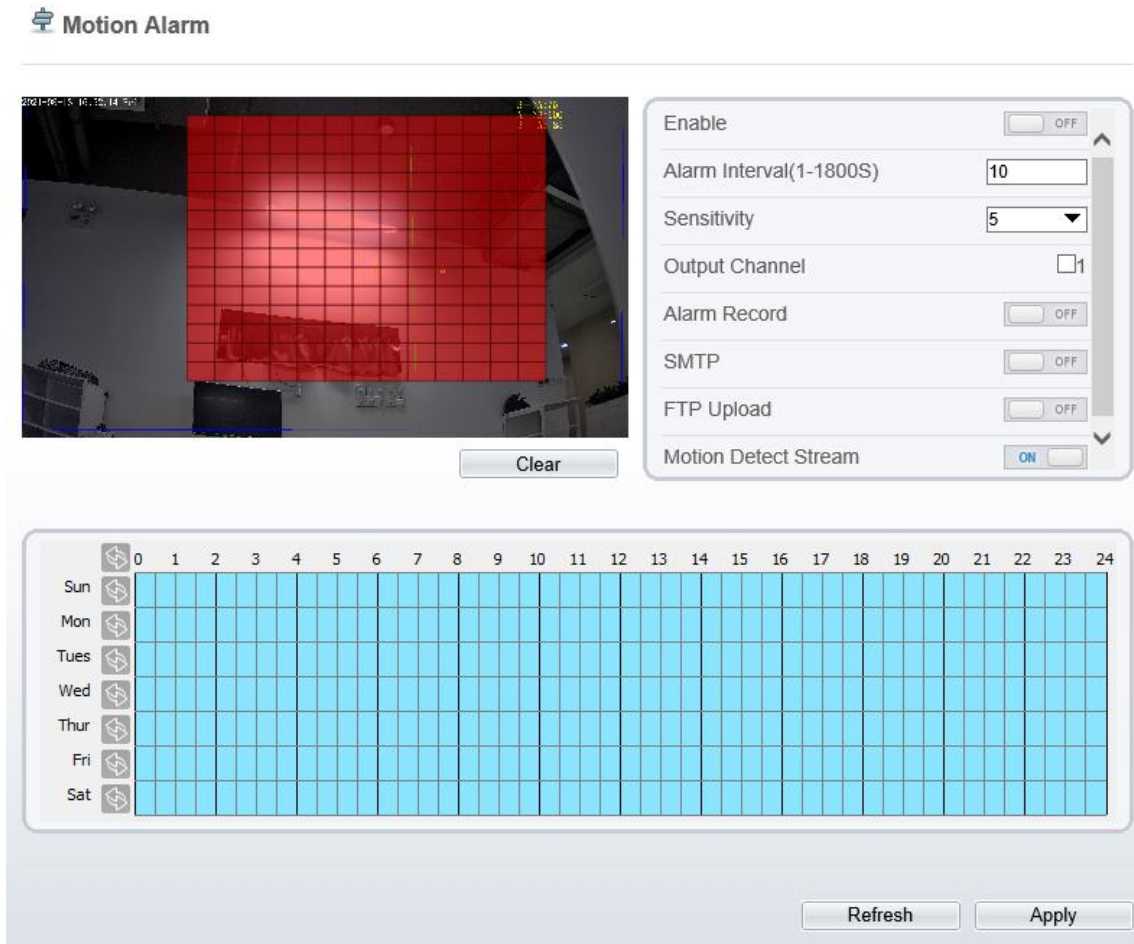 Motion Alarm
Enable OFF
Alarm Interval(1-1800S) 10
Sensitivity 5
Output Channel 1
Alarm Record OFF
SMTP OFF
FTP Upload OFF
Motion Detect Stream ON
Clear
0 1 2 3 4 5 6 7 8 9 10 11 12 13 14 15 16 17 18 19 20 21 22 23 24
Sun
Mon
Tues
Wed
Thur
Fri
Sat
Refresh Apply